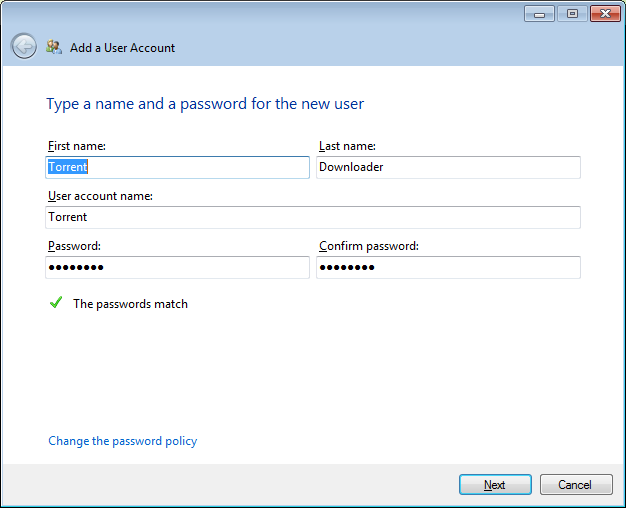 Add a User Account
Type a name and a password for the new user
First name: Last name:
Torrent Downloader
User account name:
Torrent
Password: Confirm password:
●●●●●●●● ●●●●●●●●
The passwords match
Change the password policy
Next Cancel